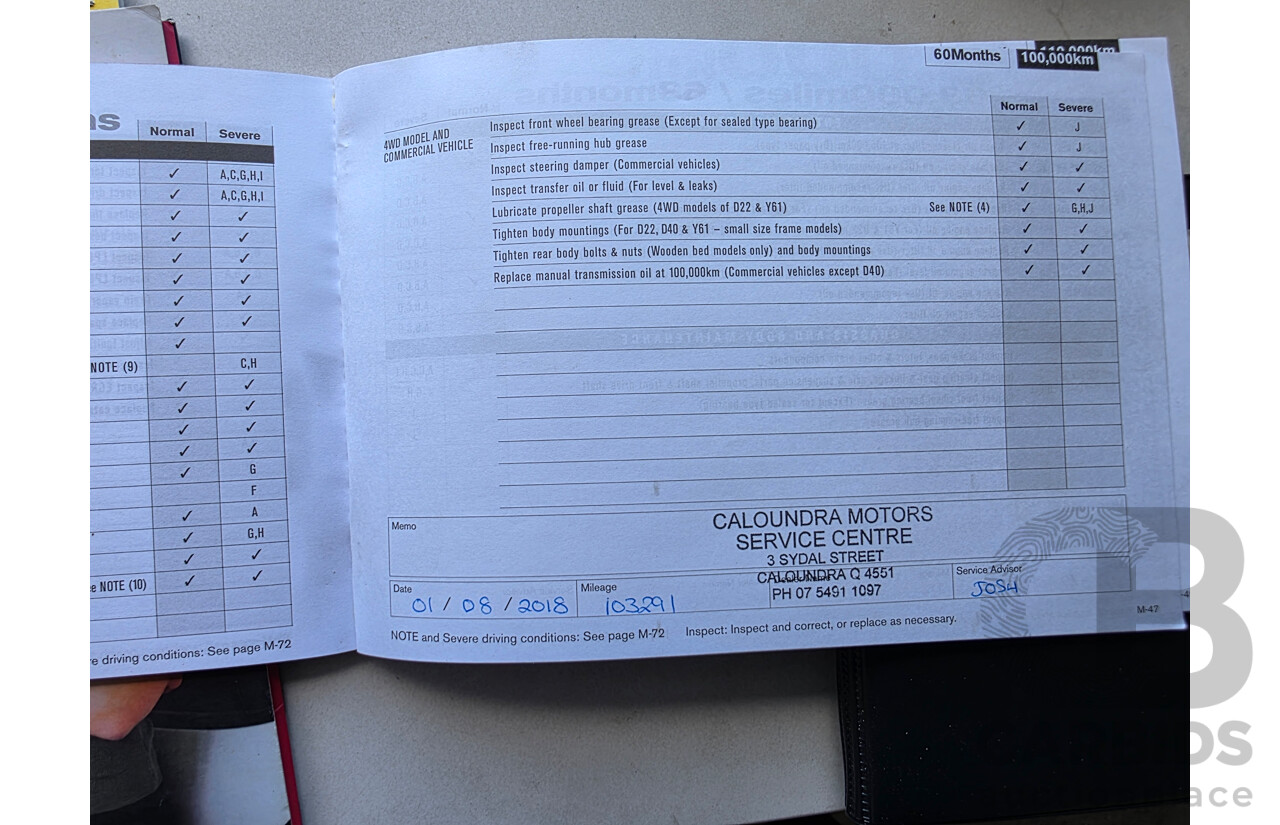 ns
Normal Severe
✓ A,C,G,H,I
✓ A,C,G,H,I
✓ ✓
✓ ✓
✓ ✓
✓ ✓
✓ ✓
✓ ✓
✓
NOTE (9) C,H
✓ ✓
✓ ✓
✓ ✓
✓ ✓
✓ G
F
✓ A
✓ G,H
✓ ✓
e NOTE (10) ✓ ✓
e driving conditions: See page M-72
110,000km
60Months 100,000km
Normal Severe
4WD MODEL AND
COMMERCIAL VEHICLE
Inspect front wheel bearing grease (Except for sealed type bearing) ✓ J
Inspect free-running hub grease ✓ J
Inspect steering damper (Commercial vehicles) ✓ ✓
Inspect transfer oil or fluid (For level & leaks) ✓ ✓
Lubricate propeller shaft grease (4WD models of D22 & Y61) See NOTE (4) ✓ G,H,J
Tighten body mountings (For D22, D40 & Y61 – small size frame models) ✓ ✓
Tighten rear body bolts & nuts (Wooden bed models only) and body mountings ✓ ✓
Replace manual transmission oil at 100,000km (Commercial vehicles except D40) ✓ ✓
Memo
CALOUNDRA MOTORS
SERVICE CENTRE
3 SYDAL STREET
CALOUNDRA Q 4551
PH 07 5491 1097
Date 01 / 08 / 2018
Mileage 103291
Service Advisor JOSH
M-47
NOTE and Severe driving conditions: See page M-72 Inspect: Inspect and correct, or replace as necessary.
B
CARBIDS
ace